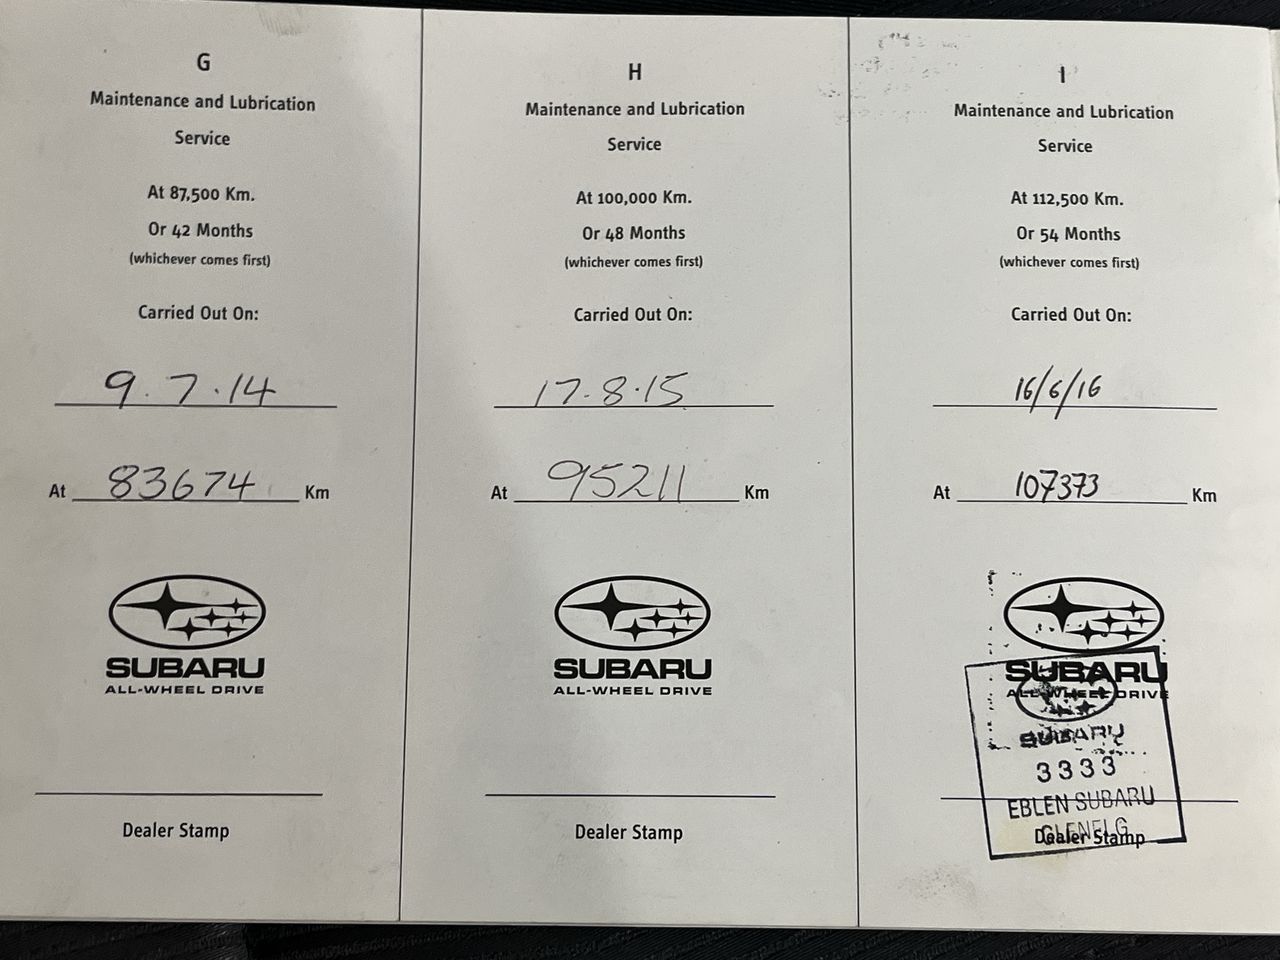 G
Maintenance and Lubrication
Service
At 87,500 Km.
Or 42 Months
(whichever comes first)
Carried Out On:
9.7.14
At 83674 Km
SUBARU
ALL-WHEEL DRIVE
Dealer Stamp
H
Maintenance and Lubrication
Service
At 100,000 Km.
Or 48 Months
(whichever comes first)
Carried Out On:
17.8.15
At 95211 Km
SUBARU
ALL-WHEEL DRIVE
Dealer Stamp
I
Maintenance and Lubrication
Service
At 112,500 Km.
Or 54 Months
(whichever comes first)
Carried Out On:
16/6/16
At 107373 Km
SUBARU
ALL-WHEEL DRIVE
SUBARU
3333
EBLEN SUBARU
GLENELG
Dealer Stamp